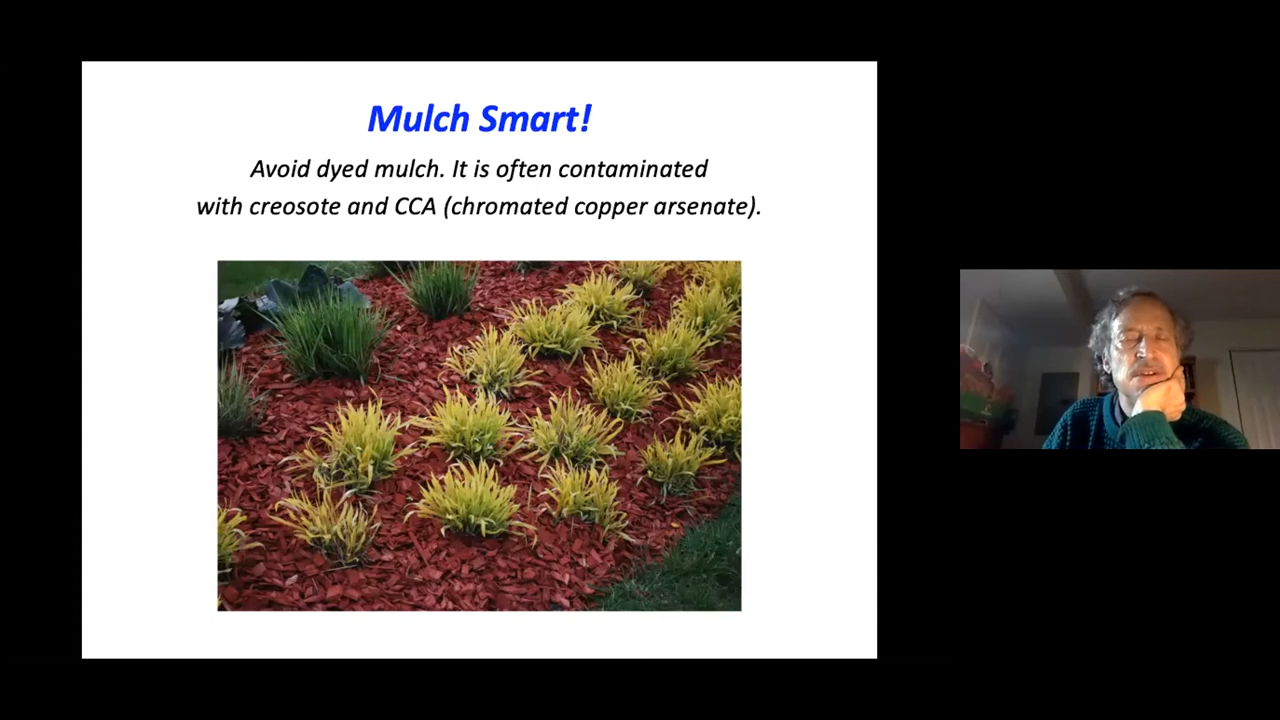 Mulch Smart!
Avoid dyed mulch. It is often contaminated
with creosote and CCA (chromated copper arsenate).